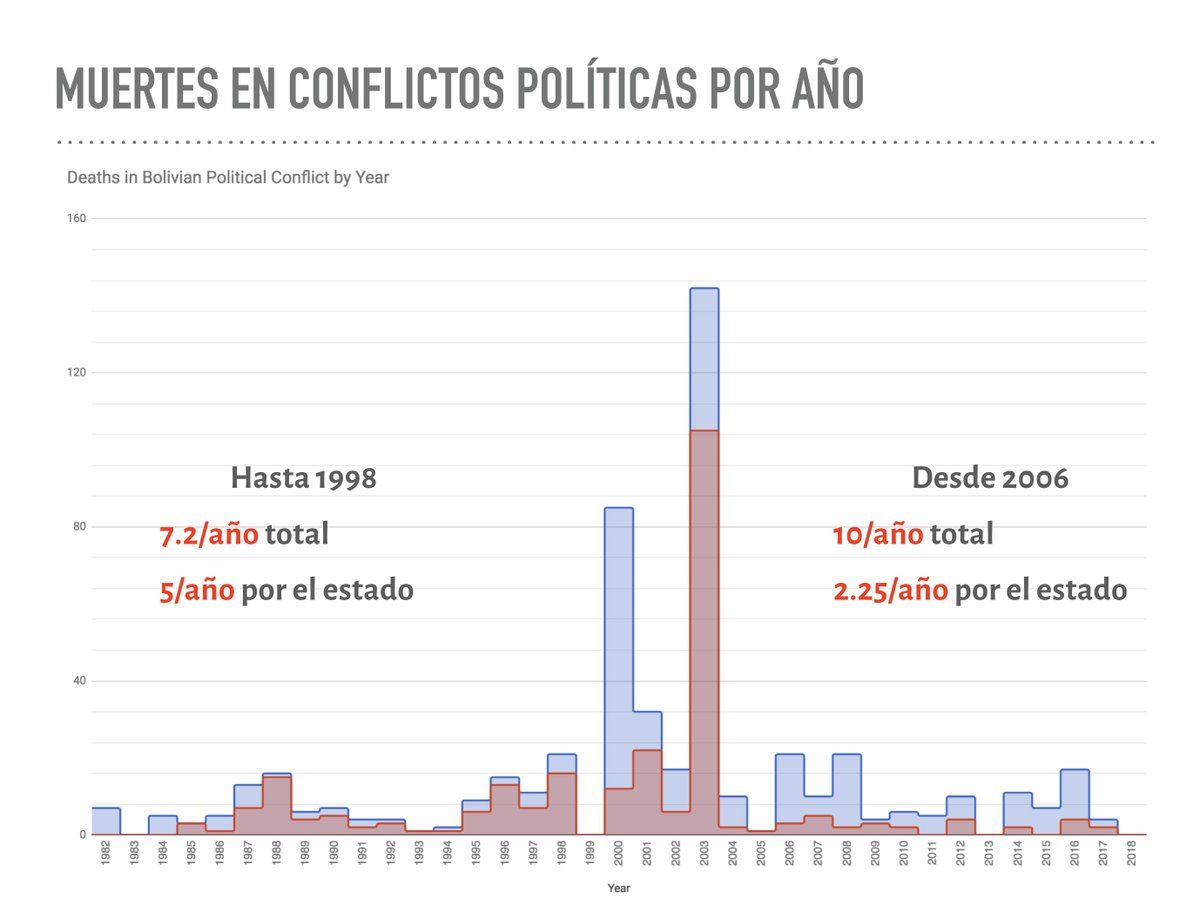 MUERTES EN CONFLICTOS POLÍTICAS POR AÑO
Deaths in Bolivian Political Conflict by Year
160
120
80
40
0
Hasta 1998
7.2/año total
5/año por el estado
Desde 2006
10/año total
2.25/año por el estado
1982 1983 1984 1985 1986 1987 1988 1989 1990 1991 1992 1993 1994 1995 1996 1997 1998 1999 2000 2001 2002 2003 2004 2005 2006 2007 2008 2009 2010 2011 2012 2013 2014 2015 2016 2017 2018
Year